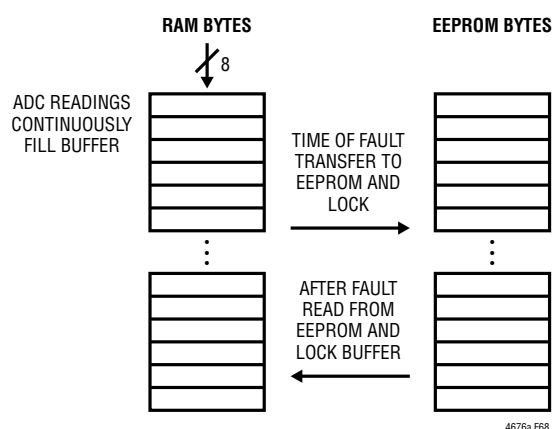 RAM BYTES
EEPROM BYTES
8
ADC READINGS
CONTINUOUSLY
FILL BUFFER
TIME OF FAULT
TRANSFER TO
EEPROM AND
LOCK
AFTER FAULT
READ FROM
EEPROM AND
LOCK BUFFER
4676a F68